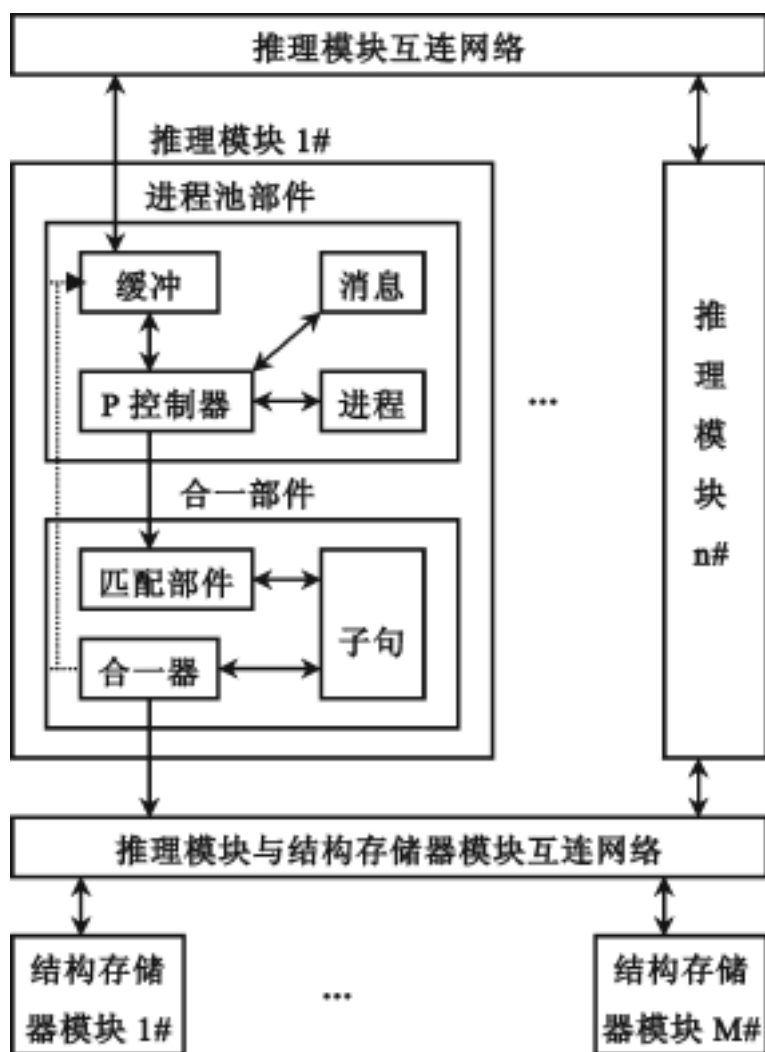 推理模块互连网络
推理模块 1#
进程池部件
缓冲
消息
P 控制器
进程
...
推
理
模
块
n#
合一部件
匹配部件
子句
合一器
推理模块与结构存储器模块互连网络
结构存储
器模块 1#
...
结构存储
器模块 M#